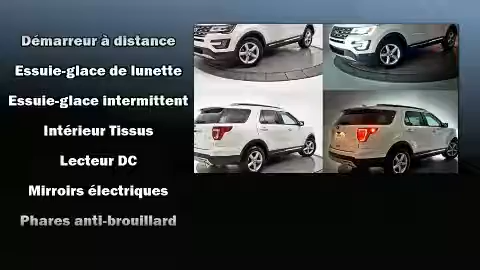 Démarreur à distance
Essuie-glace de lunette
Essuie-glace intermittent
Intérieur Tissus
Lecteur DC
Mirroirs électriques
Phares anti-brouillard